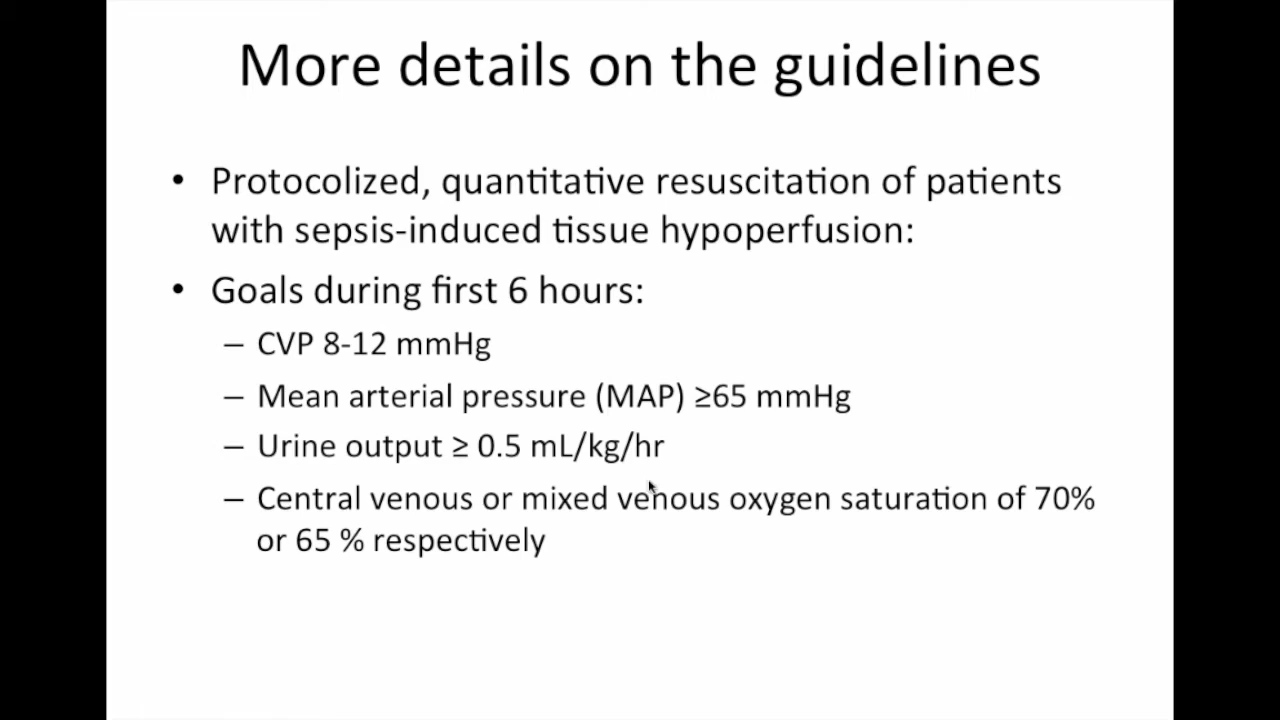 More details on the guidelines
• Protocolized, quantitative resuscitation of patients
with sepsis-induced tissue hypoperfusion:
• Goals during first 6 hours:
– CVP 8-12 mmHg
– Mean arterial pressure (MAP) ≥65 mmHg
– Urine output ≥ 0.5 mL/kg/hr
– Central venous or mixed venous oxygen saturation of 70%
or 65 % respectively